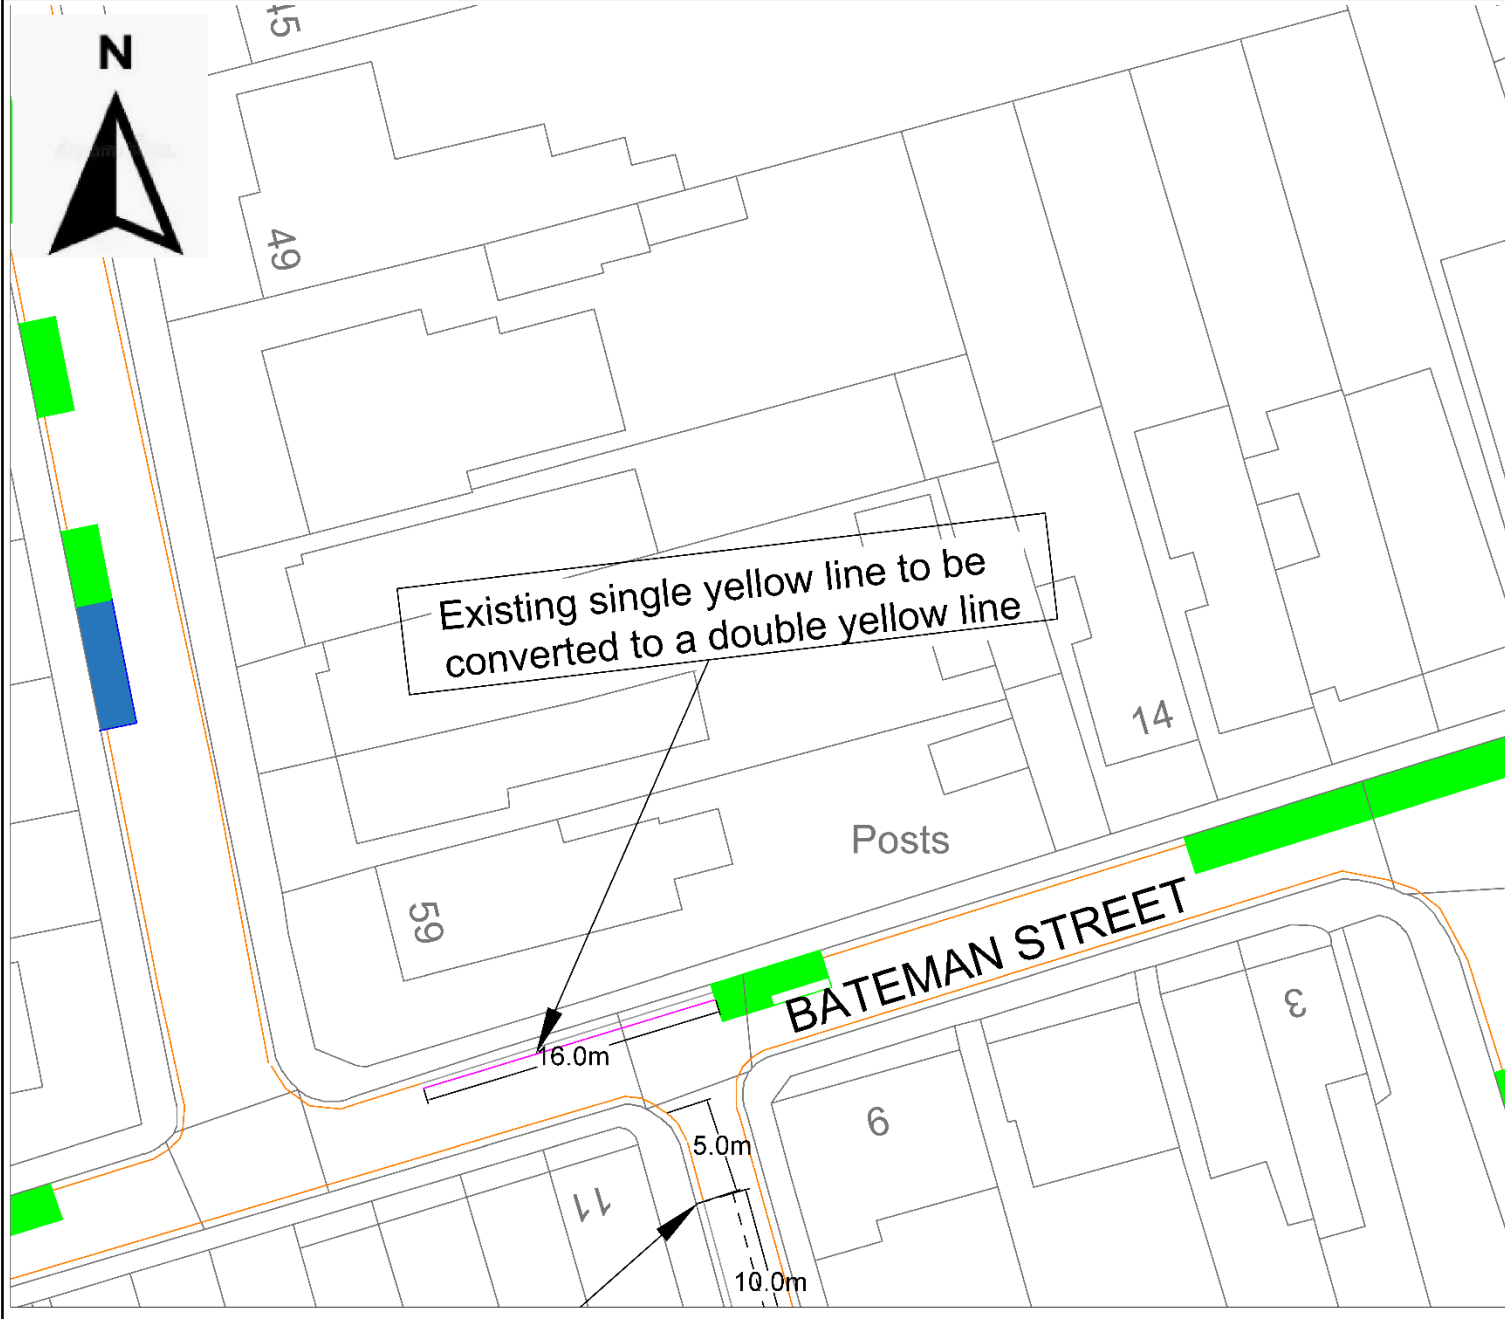 45
N
49
Existing single yellow line to be
converted to a double yellow line
14
Posts
59
BATEMAN STREET
3
16.0m
9
5.0m
11
10.0m